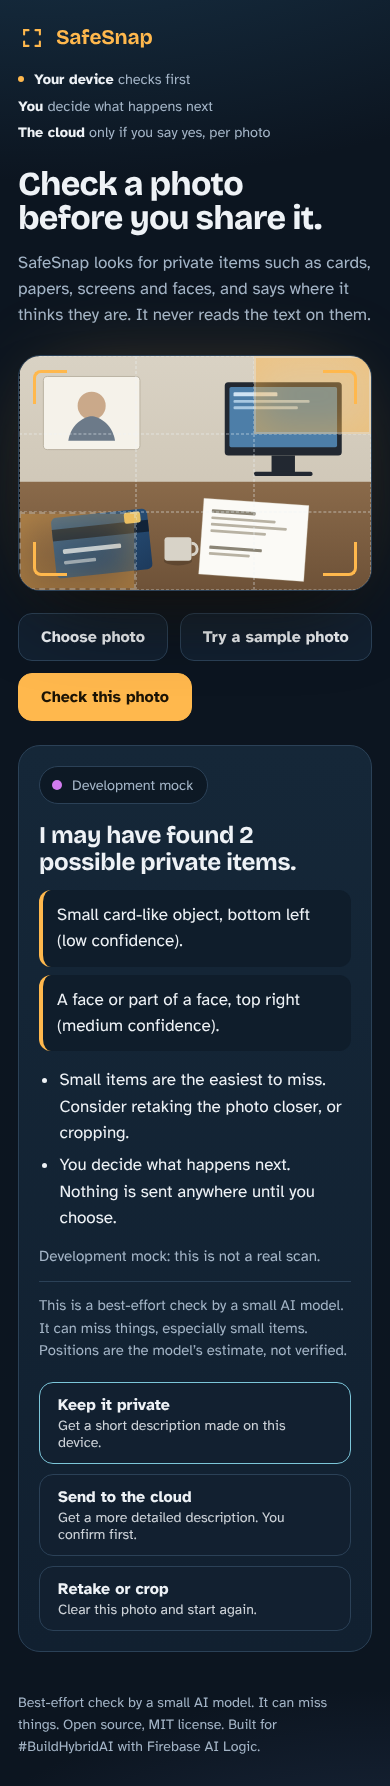 SafeSnap
Your device checks first
You decide what happens next
The cloud only if you say yes, per photo
Check a photo
before you share it.
SafeSnap looks for private items such as cards,
papers, screens and faces, and says where it
thinks they are. It never reads the text on them.
Choose photo
Try a sample photo
Check this photo
Development mock
I may have found 2
possible private items.
Small card-like object, bottom left
(low confidence).
A face or part of a face, top right
(medium confidence).
• Small items are the easiest to miss.
Consider retaking the photo closer, or
cropping.
• You decide what happens next.
Nothing is sent anywhere until you
choose.
Development mock: this is not a real scan.
This is a best-effort check by a small AI model.
It can miss things, especially small items.
Positions are the model’s estimate, not verified.
Keep it private
Get a short description made on this
device.
Send to the cloud
Get a more detailed description. You
confirm first.
Retake or crop
Clear this photo and start again.
Best-effort check by a small AI model. It can miss
things. Open source, MIT license. Built for
#BuildHybridAI with Firebase AI Logic.